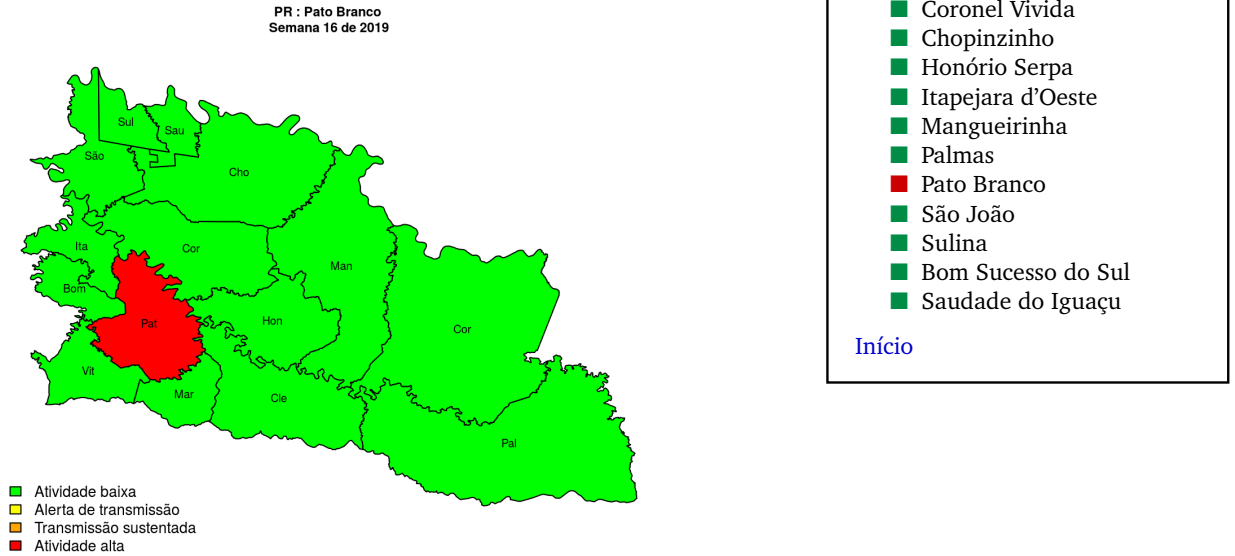 PR : Pato Branco
Semana 16 de 2019
Sul
Sau
São
Cho
Ita
Cor
Man
Bom
Pat
Hon
Cor
Vit
Mar
Cle
Pal
Atividade baixa
Alerta de transmissão
Transmissão sustentada
Atividade alta
Coronel Vivida
Chopinzinho
Honório Serpa
Itapejara d’Oeste
Mangueirinha
Palmas
Pato Branco
São João
Sulina
Bom Sucesso do Sul
Saudade do Iguaçu
Início